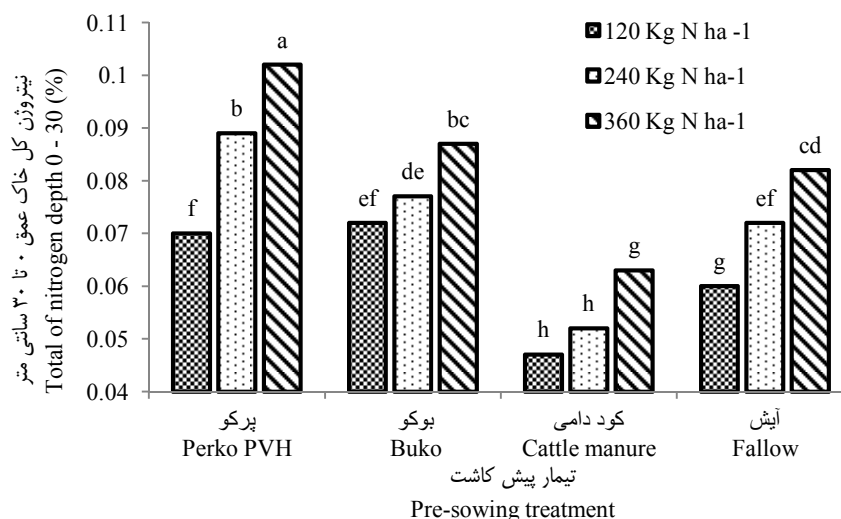 نیتروژن کل خاک عمق ۰ تا ۳۰ سانتی متر
Total of nitrogen depth 0 - 30 (%)
0.11
0.1
0.09
0.08
0.07
0.06
0.05
0.04
120 Kg N ha -1
240 Kg N ha-1
360 Kg N ha-1
f
b
a
ef
de
bc
h
h
g
g
ef
cd
پرکو
Perko PVH
بوکو
Buko
کود دامی
Cattle manure
آیش
Fallow
تیمار پیش کاشت
Pre-sowing treatment